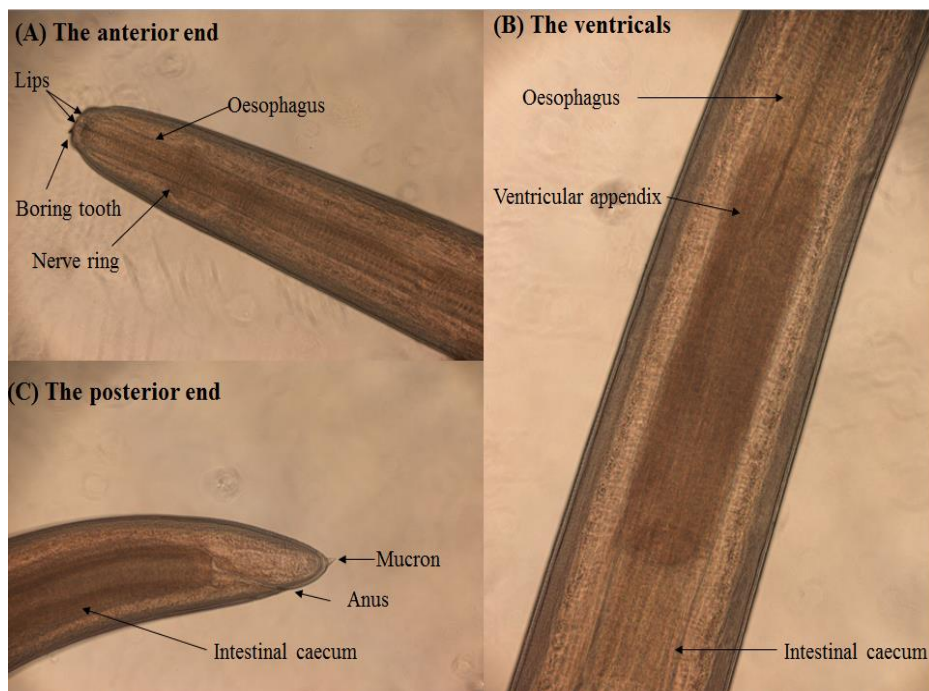 (A) The anterior end
Lips
Oesophagus
Boring tooth
Nerve ring
(B) The ventricals
Oesophagus
Ventricular appendix
Intestinal caecum
(C) The posterior end
Mucron
Anus
Intestinal caecum